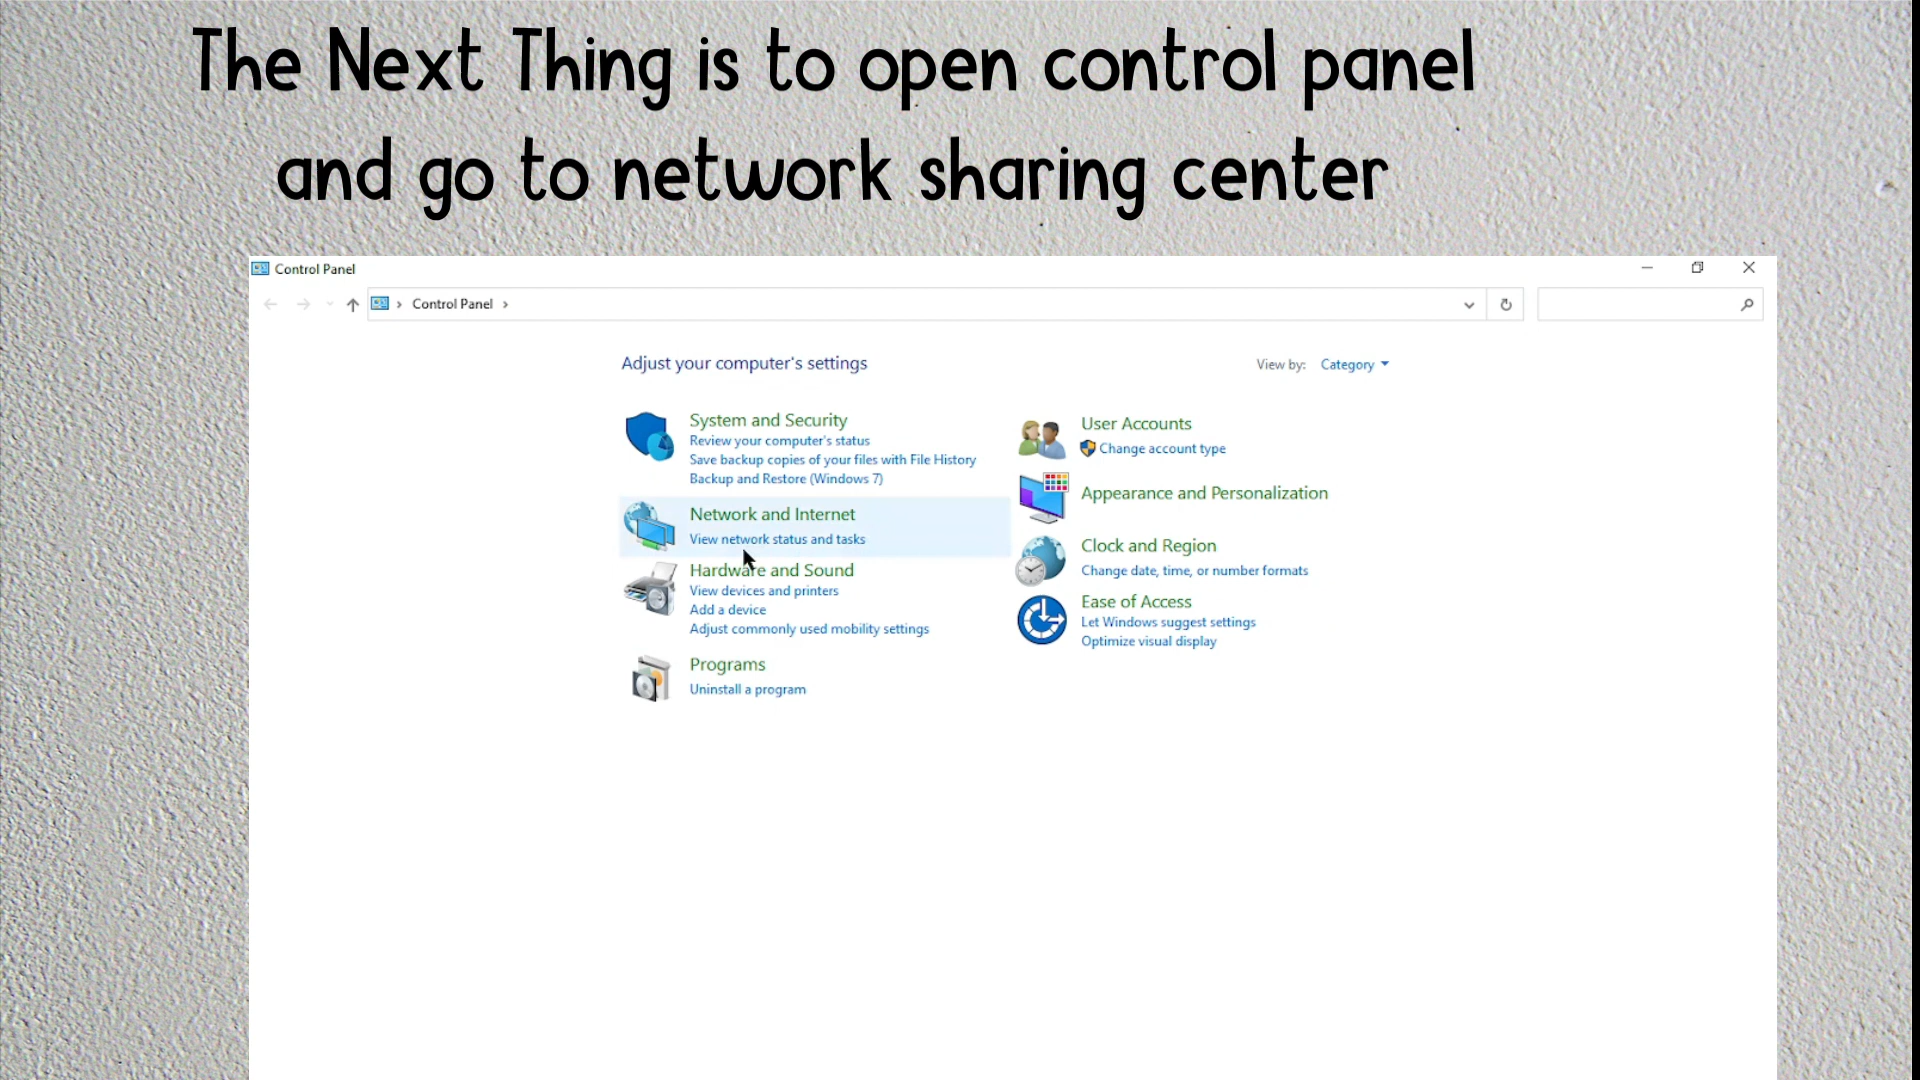 The Next Thing is to open control panel
and go to network sharing center
Control Panel
Control Panel
Adjust your computer's settings
View by: Category
System and Security
Review your computer's status
Save backup copies of your files with File History
Backup and Restore (Windows 7)
Network and Internet
View network status and tasks
Hardware and Sound
View devices and printers
Add a device
Adjust commonly used mobility settings
Programs
Uninstall a program
User Accounts
Change account type
Appearance and Personalization
Clock and Region
Change date, time, or number formats
Ease of Access
Let Windows suggest settings
Optimize visual display